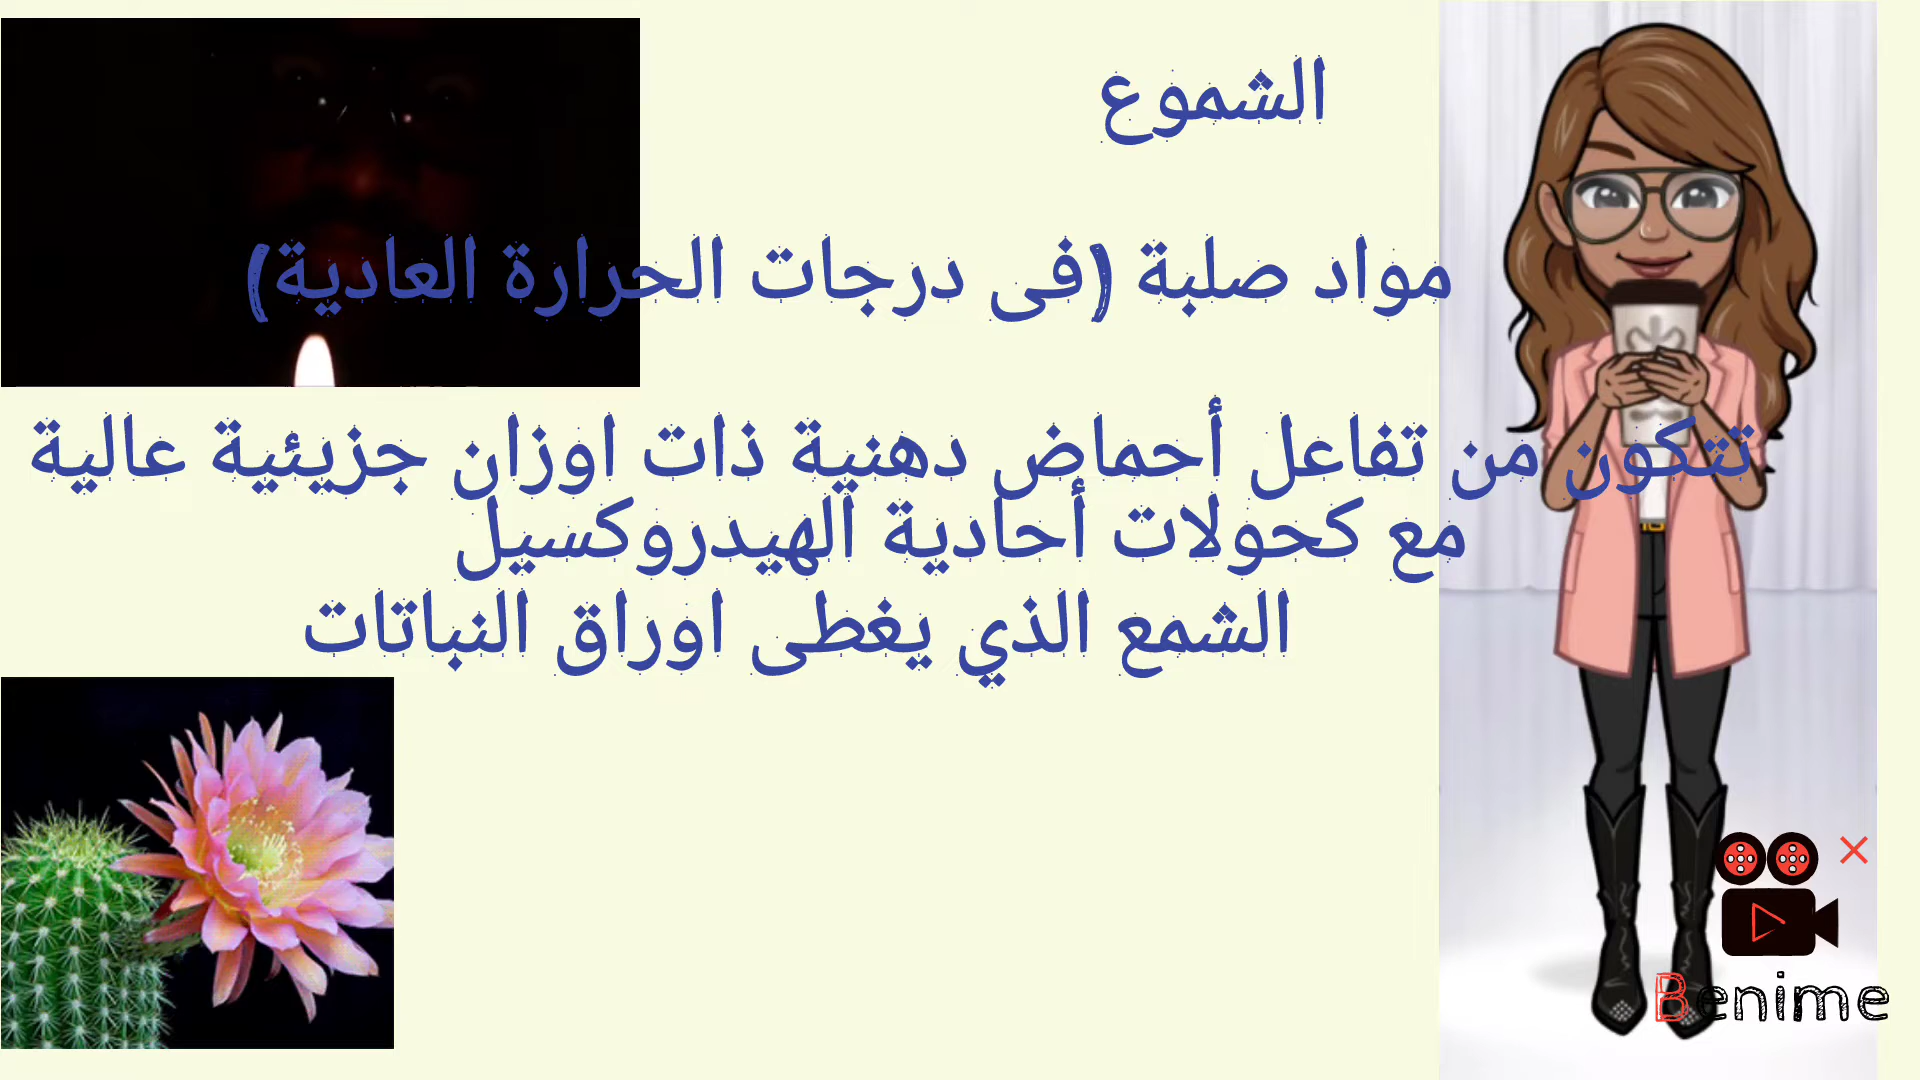 الشموع
مواد صلبة (فى درجات الحرارة العادية)
تتكون من تفاعل أحماض دهنية ذات اوزان جزيئية عالية
مع كحولات أحادية الهيدروكسيل
الشمع الذي يغطى اوراق النباتات
Benime